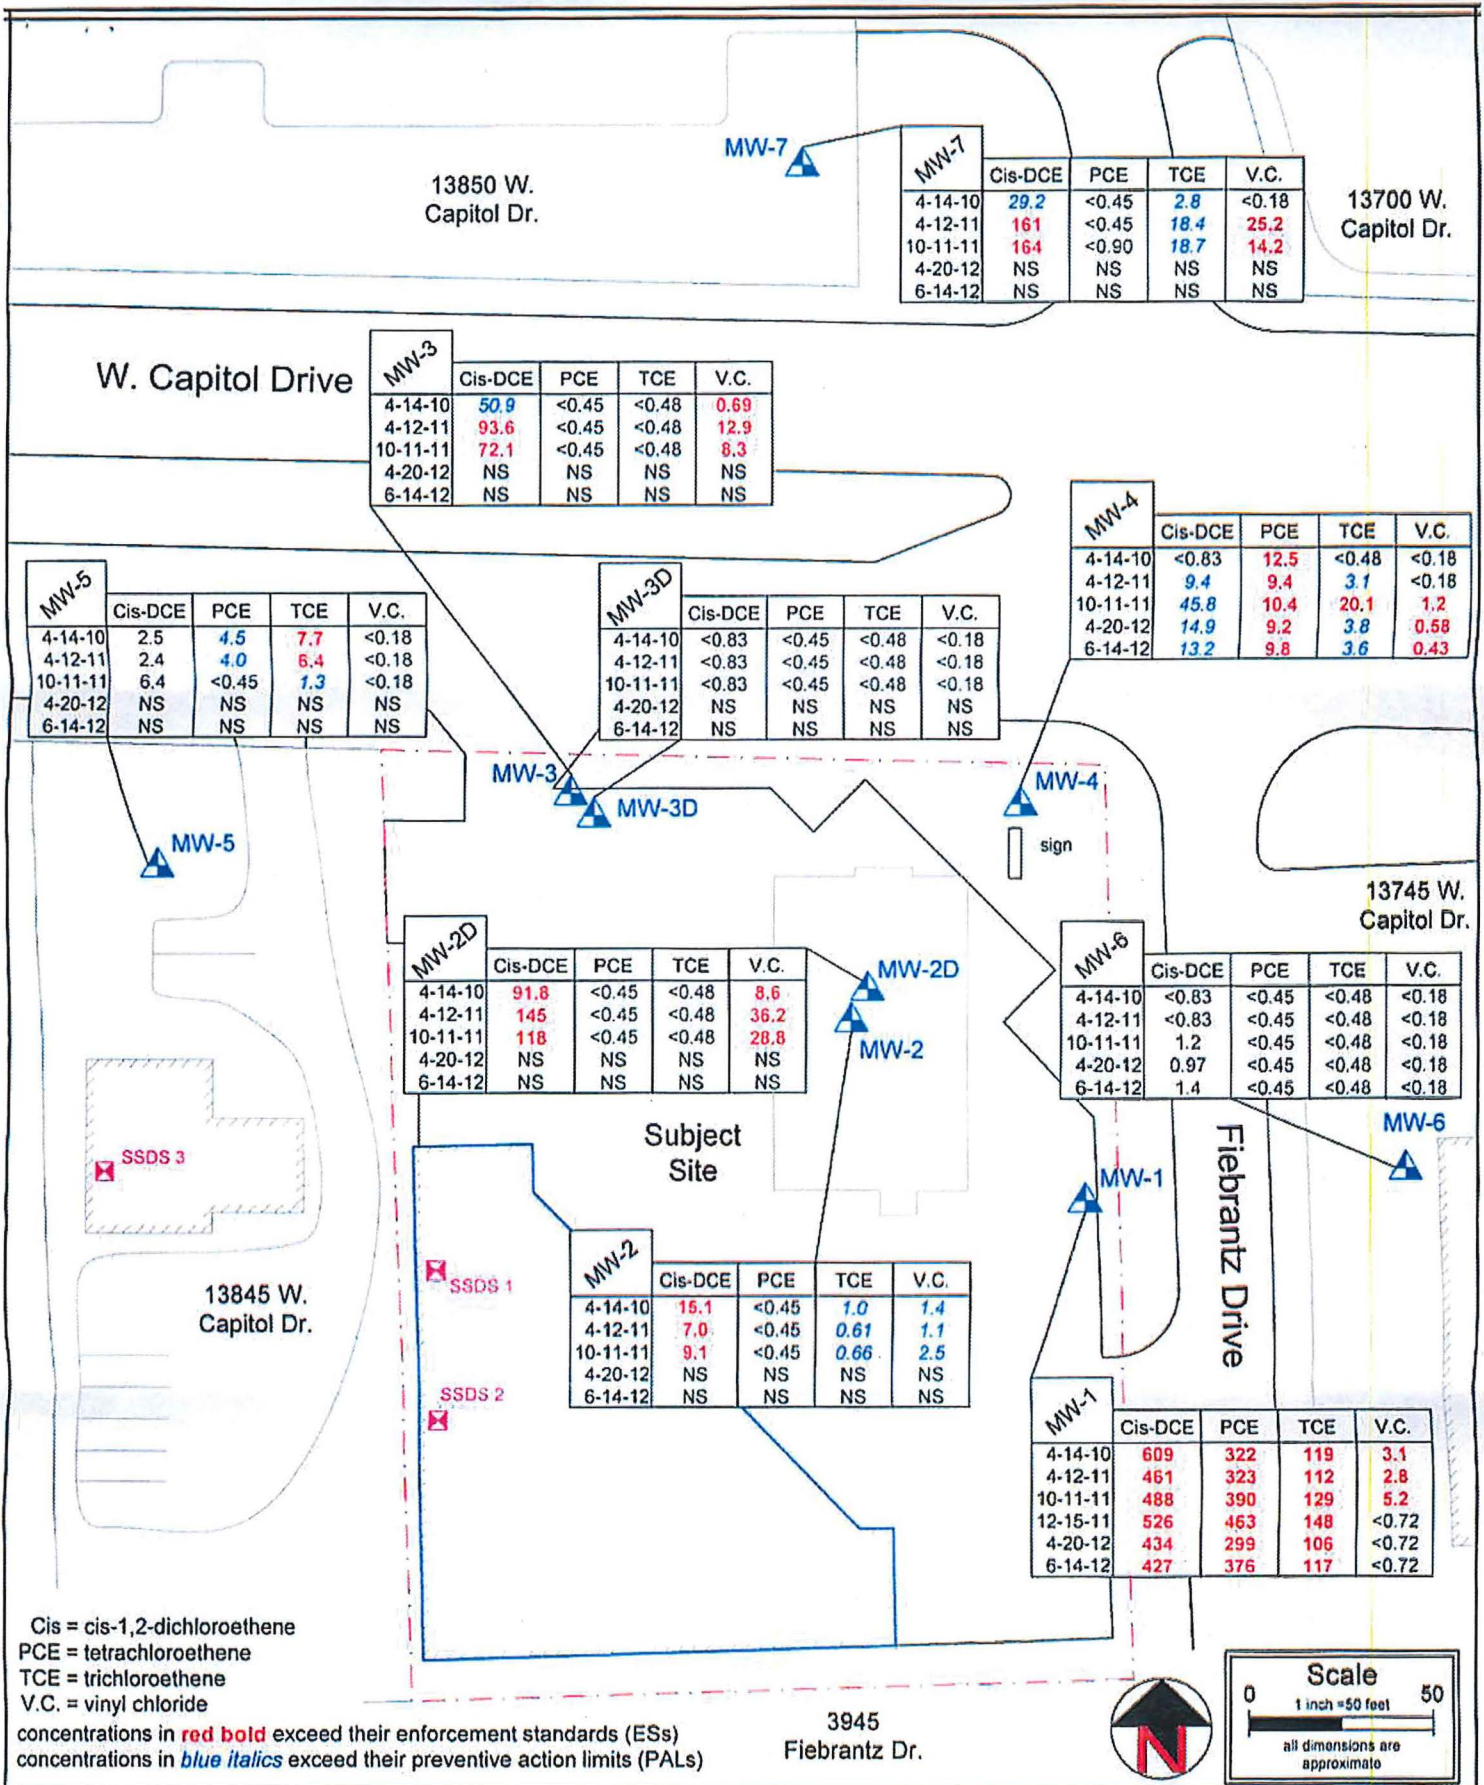 MW-7
13850 W.
Capitol Dr.
MW-7
Cis-DCE PCE TCE V.C.
4-14-10 29.2 <0.45 2.8 <0.18
4-12-11 161 <0.45 18.4 25.2
10-11-11 164 <0.90 18.7 14.2
4-20-12 NS NS NS NS
6-14-12 NS NS NS NS
13700 W.
Capitol Dr.
W. Capitol Drive
MW-3
Cis-DCE PCE TCE V.C.
4-14-10 50.9 <0.45 <0.48 0.69
4-12-11 93.6 <0.45 <0.48 12.9
10-11-11 72.1 <0.45 <0.48 8.3
4-20-12 NS NS NS NS
6-14-12 NS NS NS NS
MW-4
Cis-DCE PCE TCE V.C.
4-14-10 <0.83 12.5 <0.48 <0.18
4-12-11 9.4 9.4 3.1 <0.18
10-11-11 45.8 10.4 20.1 1.2
4-20-12 14.9 9.2 3.8 0.58
6-14-12 13.2 9.8 3.6 0.43
MW-5
Cis-DCE PCE TCE V.C.
4-14-10 2.5 4.5 7.7 <0.18
4-12-11 2.4 4.0 6.4 <0.18
10-11-11 6.4 <0.45 1.3 <0.18
4-20-12 NS NS NS NS
6-14-12 NS NS NS NS
MW-3D
Cis-DCE PCE TCE V.C.
4-14-10 <0.83 <0.45 <0.48 <0.18
4-12-11 <0.83 <0.45 <0.48 <0.18
10-11-11 <0.83 <0.45 <0.48 <0.18
4-20-12 NS NS NS NS
6-14-12 NS NS NS NS
MW-3
MW-3D
MW-4
sign
MW-5
13745 W.
Capitol Dr.
MW-2D
Cis-DCE PCE TCE V.C.
4-14-10 91.8 <0.45 <0.48 8.6
4-12-11 145 <0.45 <0.48 36.2
10-11-11 118 <0.45 <0.48 28.8
4-20-12 NS NS NS NS
6-14-12 NS NS NS NS
MW-2D
MW-2
MW-6
Cis-DCE PCE TCE V.C.
4-14-10 <0.83 <0.45 <0.48 <0.18
4-12-11 <0.83 <0.45 <0.48 <0.18
10-11-11 1.2 <0.45 <0.48 <0.18
4-20-12 0.97 <0.45 <0.48 <0.18
6-14-12 1.4 <0.45 <0.48 <0.18
MW-6
Subject
Site
SSDS 3
MW-1
Fiebrantz Drive
SSDS 1
13845 W.
Capitol Dr.
MW-2
Cis-DCE PCE TCE V.C.
4-14-10 15.1 <0.45 1.0 1.4
4-12-11 7.0 <0.45 0.61 1.1
10-11-11 9.1 <0.45 0.66 2.5
4-20-12 NS NS NS NS
6-14-12 NS NS NS NS
SSDS 2
MW-1
Cis-DCE PCE TCE V.C.
4-14-10 609 322 119 3.1
4-12-11 461 323 112 2.8
10-11-11 488 390 129 5.2
12-15-11 526 463 148 <0.72
4-20-12 434 299 106 <0.72
6-14-12 427 376 117 <0.72
Cis = cis-1,2-dichloroethene
PCE = tetrachloroethene
TCE = trichloroethene
V.C. = vinyl chloride
concentrations in red bold exceed their enforcement standards (ESs)
concentrations in blue italics exceed their preventive action limits (PALs)
3945
Fiebrantz Dr.
N
Scale
0 50
1 inch =50 feet
all dimensions are
approximate